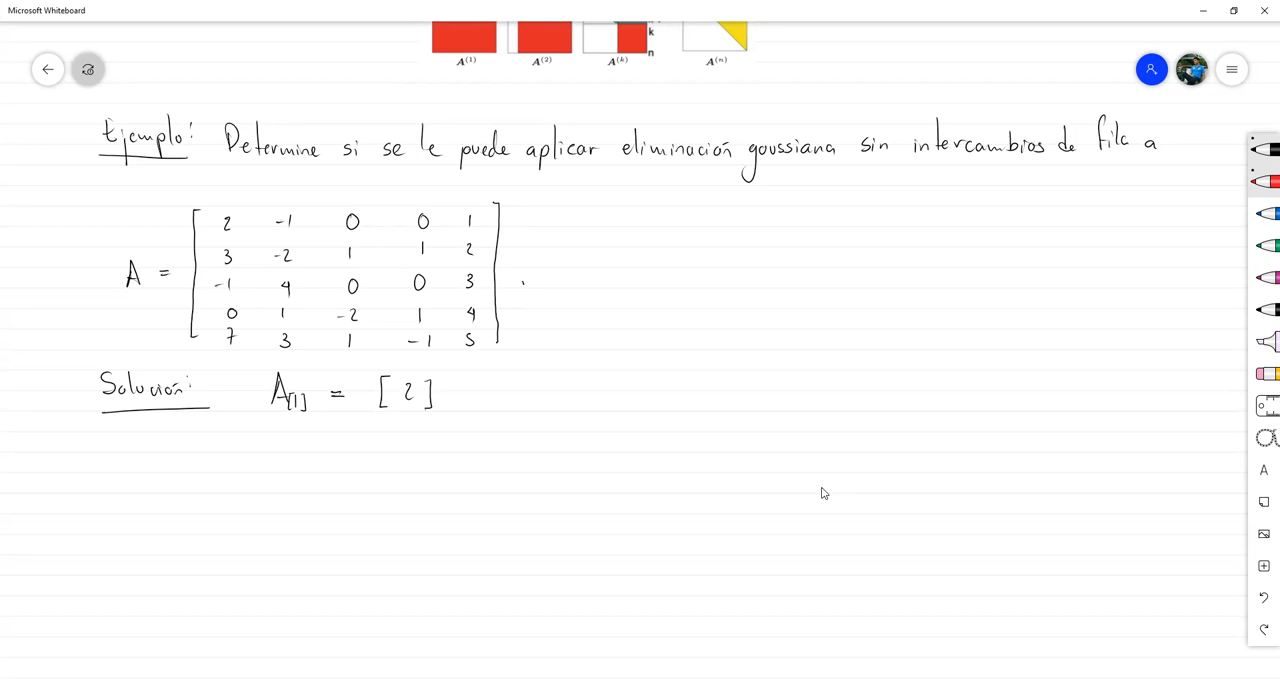 Microsoft Whiteboard
k
n
A^(1) A^(2) A^(k) A^(n)
Ejemplo: Determine si se le puede aplicar eliminación gaussiana sin intercambios de fila a
A = [ 2 -1 0 0 1
3 -2 1 1 2
-1 4 0 0 3
0 1 -2 1 4
7 3 1 -1 5 ] .
Solución: A_[1] = [ 2 ]
A